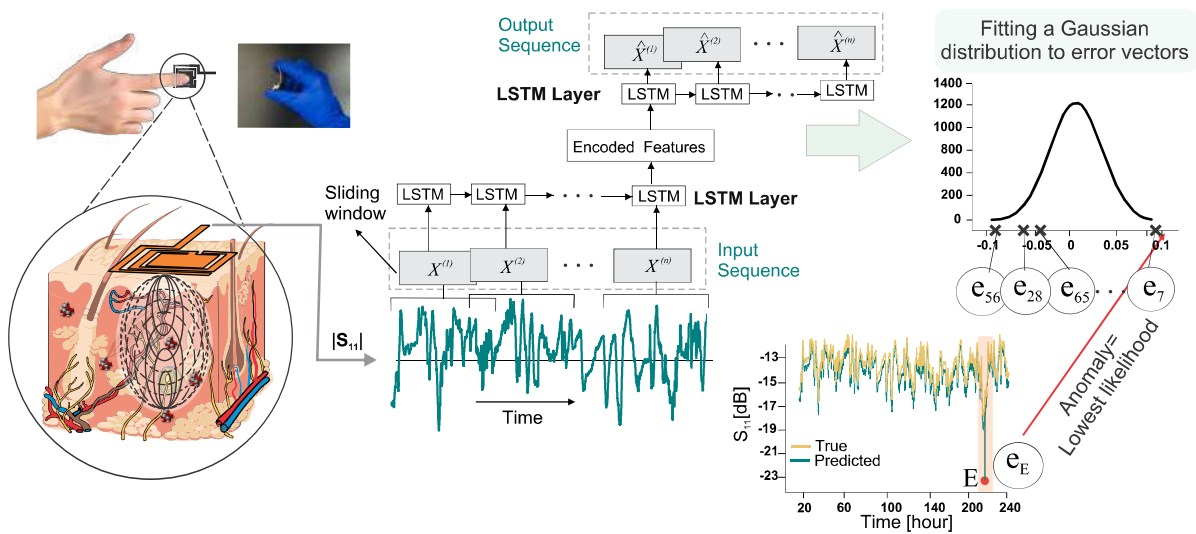 Output
Sequence
X̂⁽¹⁾ X̂⁽²⁾ · · · X̂⁽ⁿ⁾
LSTM Layer
LSTM LSTM · · LSTM
Encoded Features
Sliding
window
LSTM LSTM · · · LSTM
LSTM Layer
X⁽¹⁾ X⁽²⁾ · · · X⁽ⁿ⁾
Input
Sequence
|S₁₁|
Time
Fitting a Gaussian
distribution to error vectors
1400
1200
1000
800
600
400
200
0
-0.1 -0.05 0 0.05 0.1
e₅₆ e₂₈ e₆₅ · · · e₇
Anomaly=
Lowest likelihood
S₁₁[dB]
-13
-15
-17
-19
-21
-23
True
Predicted
E
e_E
20 60 100 140 200 240
Time [hour]